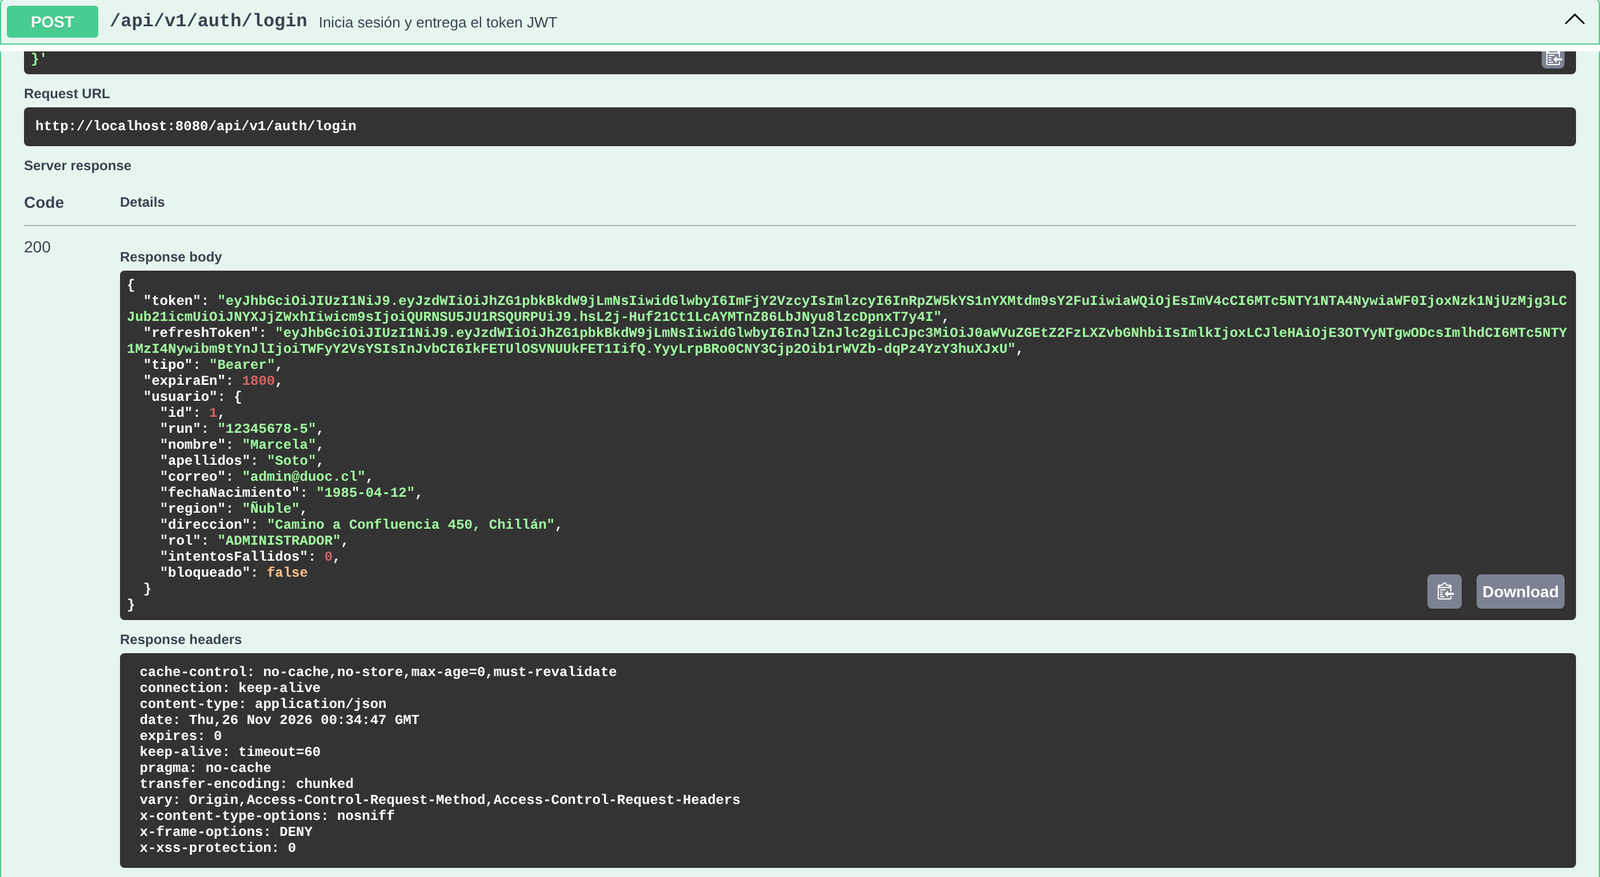 POST /api/v1/auth/login Inicia sesión y entrega el token JWT
}'
Request URL
http://localhost:8080/api/v1/auth/login
Server response
Code Details
200
Response body
{
"token": "eyJhbGciOiJIUzI1NiJ9.eyJzdWIiOiJhZG1pbkBkdW9jLmNsIiwidGlwbyI6ImFjY2VzcyIsImlzcyI6InRpZW5kYS1nYXMtdm9sY2FuIiwiaWQiOjEsImV4cCI6MTc5NTY1NTA4NywiaWF0IjoxNzk1NjUzMjg3LC
Jub21icmUiOiJNYXJjZWxhIiwicm9sIjoiQURNSU5JU1RSQURPUiJ9.hsL2j-Huf21Ct1LcAYMTnZ86LbJNyu8lzcDpnxT7y4I",
"refreshToken": "eyJhbGciOiJIUzI1NiJ9.eyJzdWIiOiJhZG1pbkBkdW9jLmNsIiwidGlwbyI6InJlZnJlc2giLCJpc3MiOiJ0aWVuZGEtZ2FzLXZvbGNhbiIsImlkIjoxLCJleHAiOjE3OTYyNTgwODcsImlhdCI6MTc5NTY
1MzI4Nywibm9tYnJlIjoiTWFyY2VsYSIsInJvbCI6IkFETUlOSVNUUkFET1IifQ.YyyLrpBRo0CNY3Cjp2Oib1rWVZb-dqPz4YzY3huXJxU",
"tipo": "Bearer",
"expiraEn": 1800,
"usuario": {
"id": 1,
"run": "12345678-5",
"nombre": "Marcela",
"apellidos": "Soto",
"correo": "admin@duoc.cl",
"fechaNacimiento": "1985-04-12",
"region": "Ñuble",
"direccion": "Camino a Confluencia 450, Chillán",
"rol": "ADMINISTRADOR",
"intentosFallidos": 0,
"bloqueado": false
}
}
Download
Response headers
cache-control: no-cache,no-store,max-age=0,must-revalidate
connection: keep-alive
content-type: application/json
date: Thu,26 Nov 2026 00:34:47 GMT
expires: 0
keep-alive: timeout=60
pragma: no-cache
transfer-encoding: chunked
vary: Origin,Access-Control-Request-Method,Access-Control-Request-Headers
x-content-type-options: nosniff
x-frame-options: DENY
x-xss-protection: 0